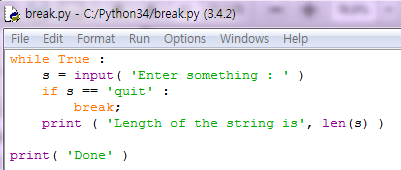 break.py - C:/Python34/break.py (3.4.2)
File Edit Format Run Options Windows Help
while True :
    s = input( 'Enter something : ' )
    if s == 'quit' :
        break;
    print ( 'Length of the string is', len(s) )
print( 'Done' )